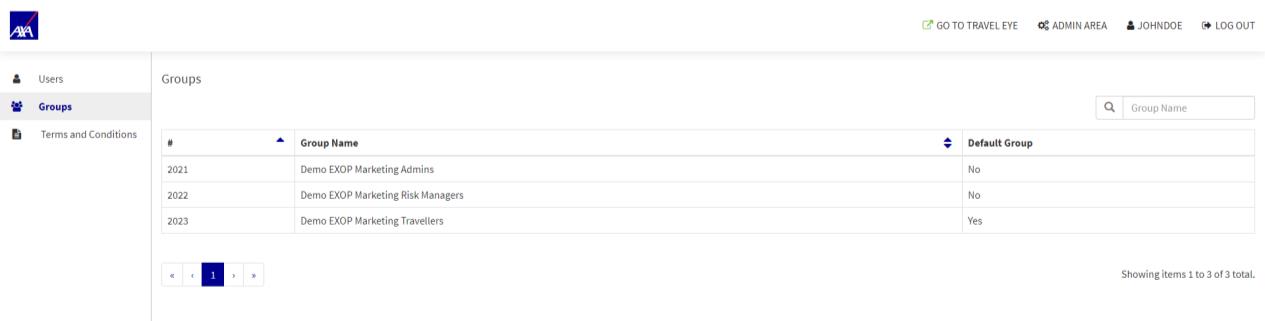 AXA
GO TO TRAVEL EYE ADMIN AREA JOHNDOE LOG OUT
Users
Groups
Terms and Conditions
Groups
Group Name
# Group Name Default Group
2021 Demo EXOP Marketing Admins No
2022 Demo EXOP Marketing Risk Managers No
2023 Demo EXOP Marketing Travellers Yes
« ‹ 1 › »
Showing items 1 to 3 of 3 total.